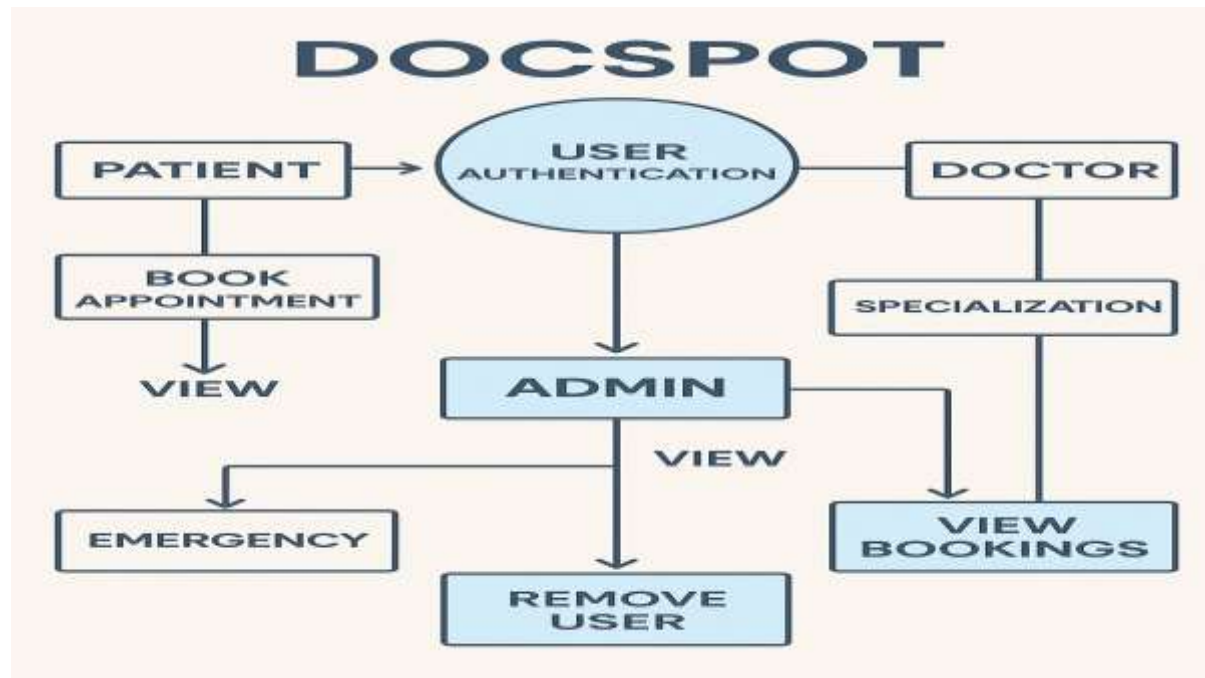 DOCSPOT
PATIENT
USER
AUTHENTICATION
DOCTOR
BOOK
APPOINTMENT
SPECIALIZATION
VIEW
ADMIN
VIEW
EMERGENCY
VIEW
BOOKINGS
REMOVE
USER